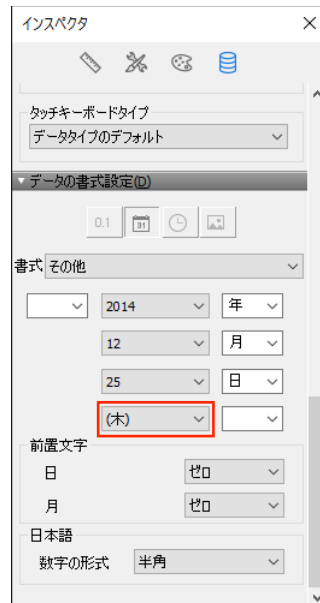 インスペクタ
タッチキーボードタイプ
データタイプのデフォルト
データの書式設定(D)
0.1 31
書式 その他
2014 年
12 月
25 日
(木)
前置文字
日 ゼロ
月 ゼロ
日本語
数字の形式 半角